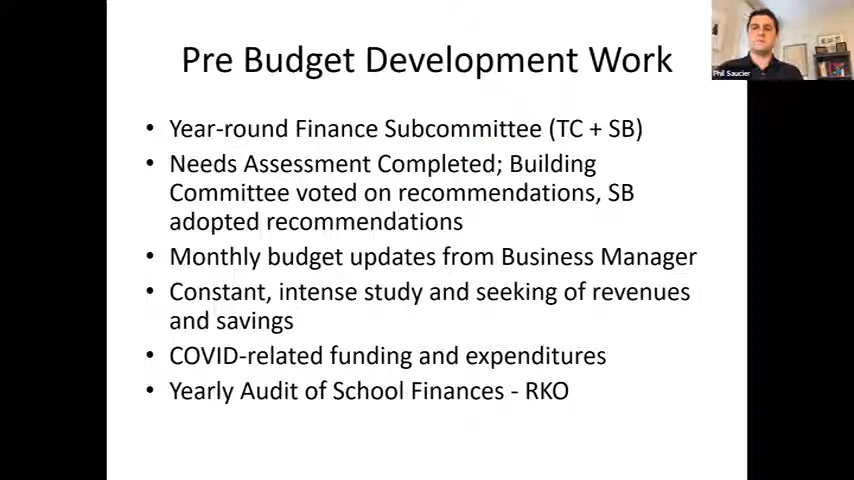 Pre Budget Development Work
Phil Saucier
• Year-round Finance Subcommittee (TC + SB)
• Needs Assessment Completed; Building
Committee voted on recommendations, SB
adopted recommendations
• Monthly budget updates from Business Manager
• Constant, intense study and seeking of revenues
and savings
• COVID-related funding and expenditures
• Yearly Audit of School Finances - RKO